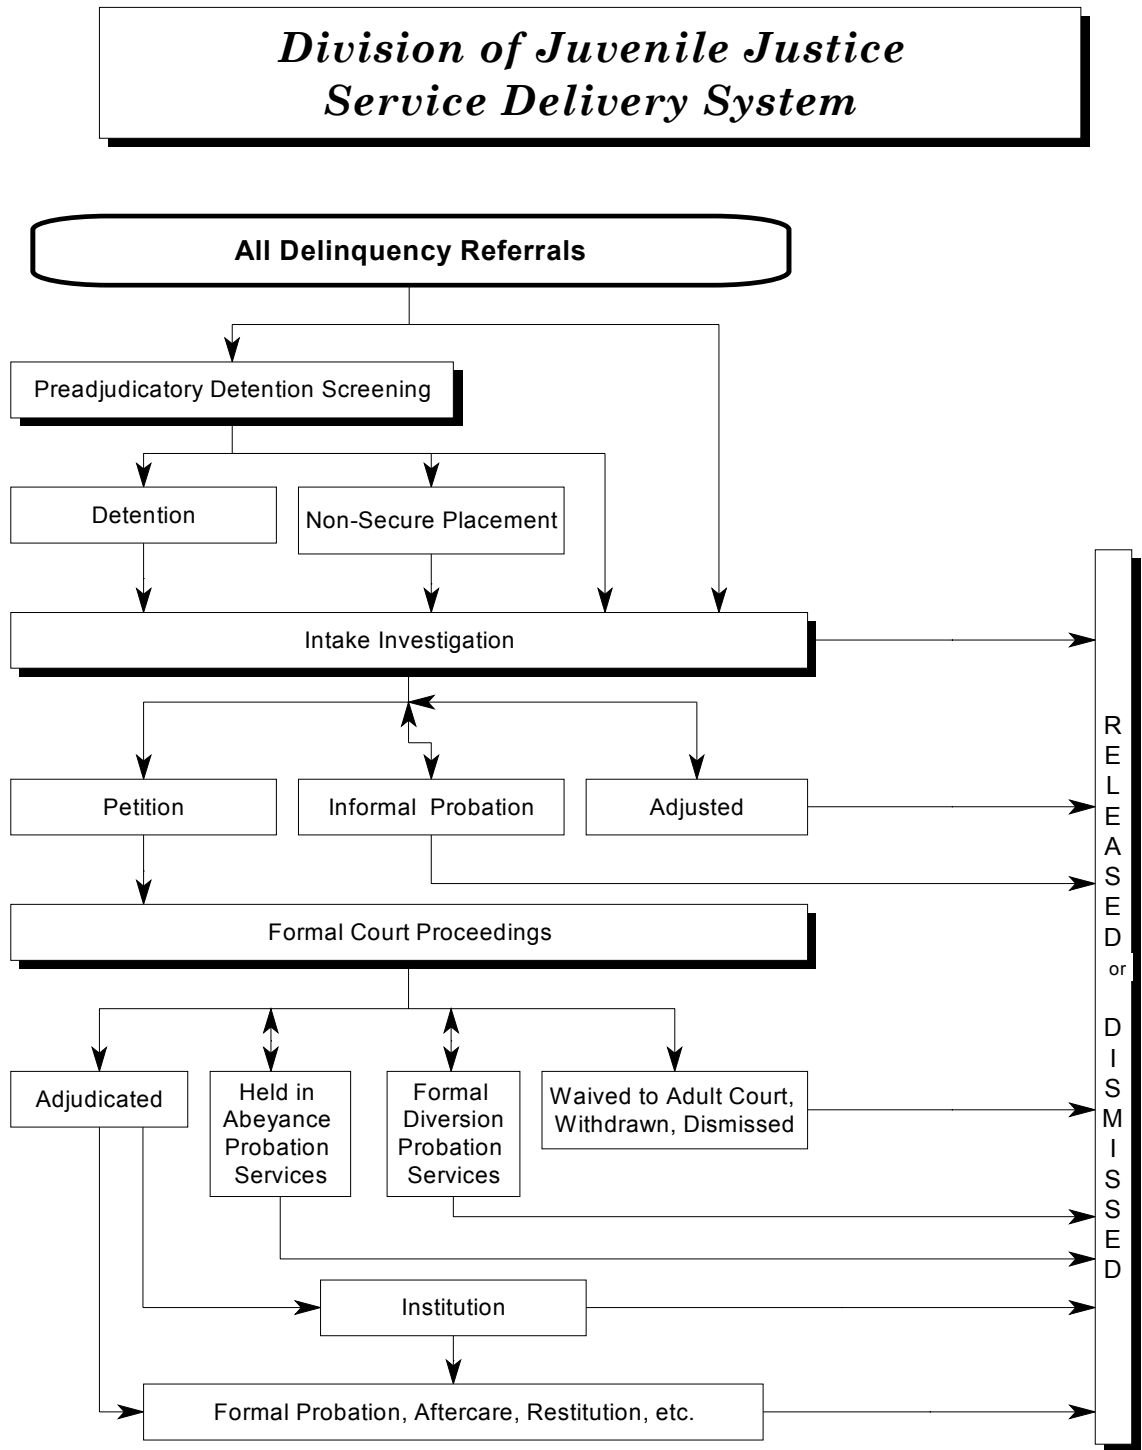 Division of Juvenile Justice
Service Delivery System
All Delinquency Referrals
Preadjudicatory Detention Screening
Detention
Non-Secure Placement
Intake Investigation
Petition
Informal Probation
Adjusted
Formal Court Proceedings
Adjudicated
Held in
Abeyance
Probation
Services
Formal
Diversion
Probation
Services
Waived to Adult Court,
Withdrawn, Dismissed
Institution
Formal Probation, Aftercare, Restitution, etc.
RELEASED
or
DISMISSED